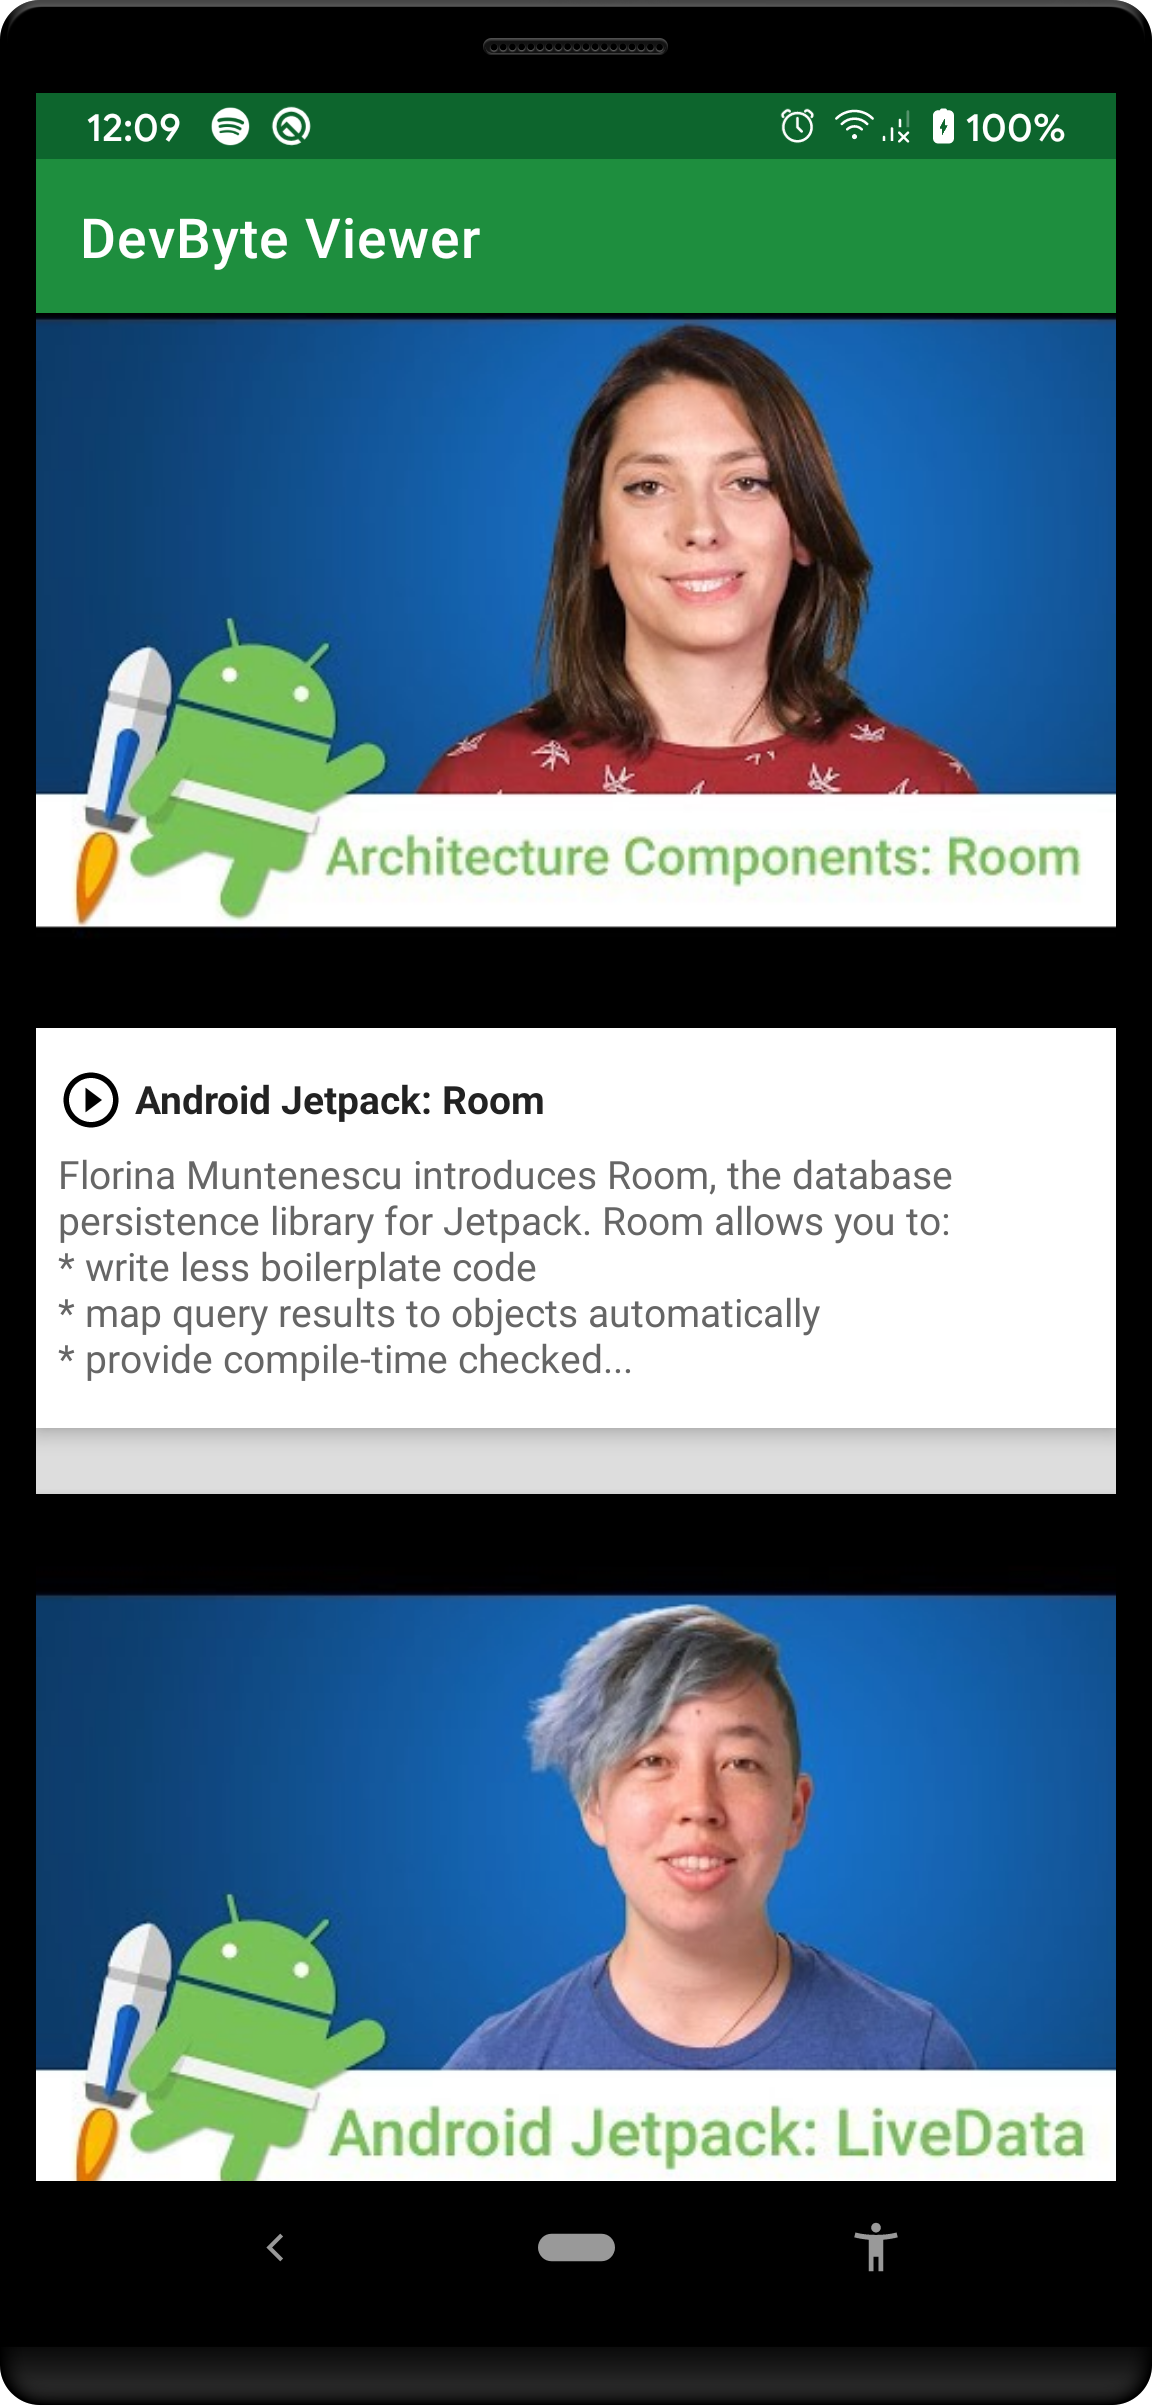 12:09 100%
DevByte Viewer
Architecture Components: Room
Android Jetpack: Room
Florina Muntenescu introduces Room, the database
persistence library for Jetpack. Room allows you to:
* write less boilerplate code
* map query results to objects automatically
* provide compile-time checked...
Android Jetpack: LiveData